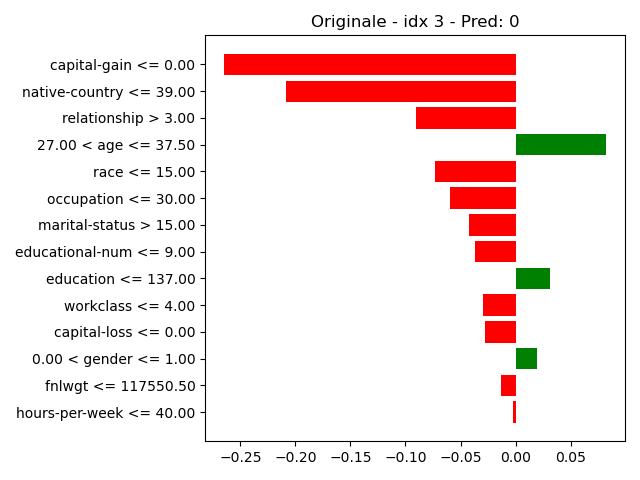 Originale - idx 3 - Pred: 0
capital-gain <= 0.00
native-country <= 39.00
relationship > 3.00
27.00 < age <= 37.50
race <= 15.00
occupation <= 30.00
marital-status > 15.00
educational-num <= 9.00
education <= 137.00
workclass <= 4.00
capital-loss <= 0.00
0.00 < gender <= 1.00
fnlwgt <= 117550.50
hours-per-week <= 40.00
−0.25 −0.20 −0.15 −0.10 −0.05 0.00 0.05